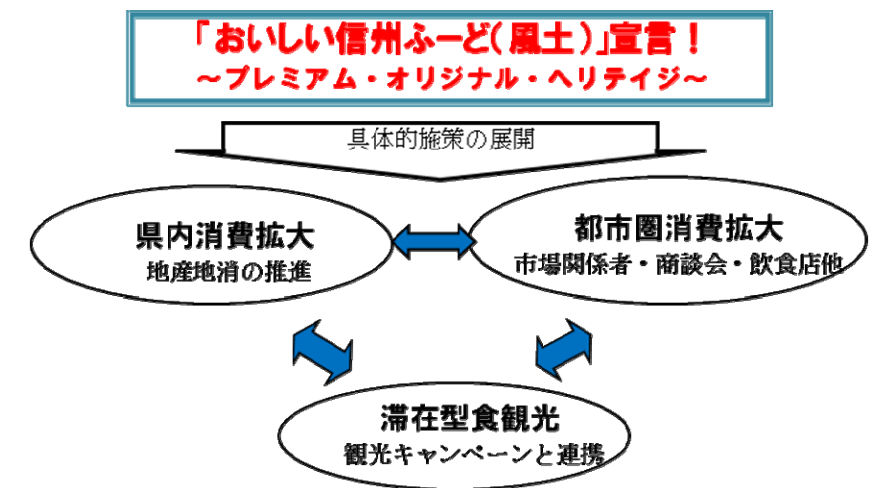 「おいしい信州ふーど(風土)」宣言!
～プレミアム・オリジナル・ヘリテイジ～
具体的施策の展開
県内消費拡大
地産地消の推進
都市圏消費拡大
市場関係者・商談会・飲食店他
滞在型食観光
観光キャンペーンと連携